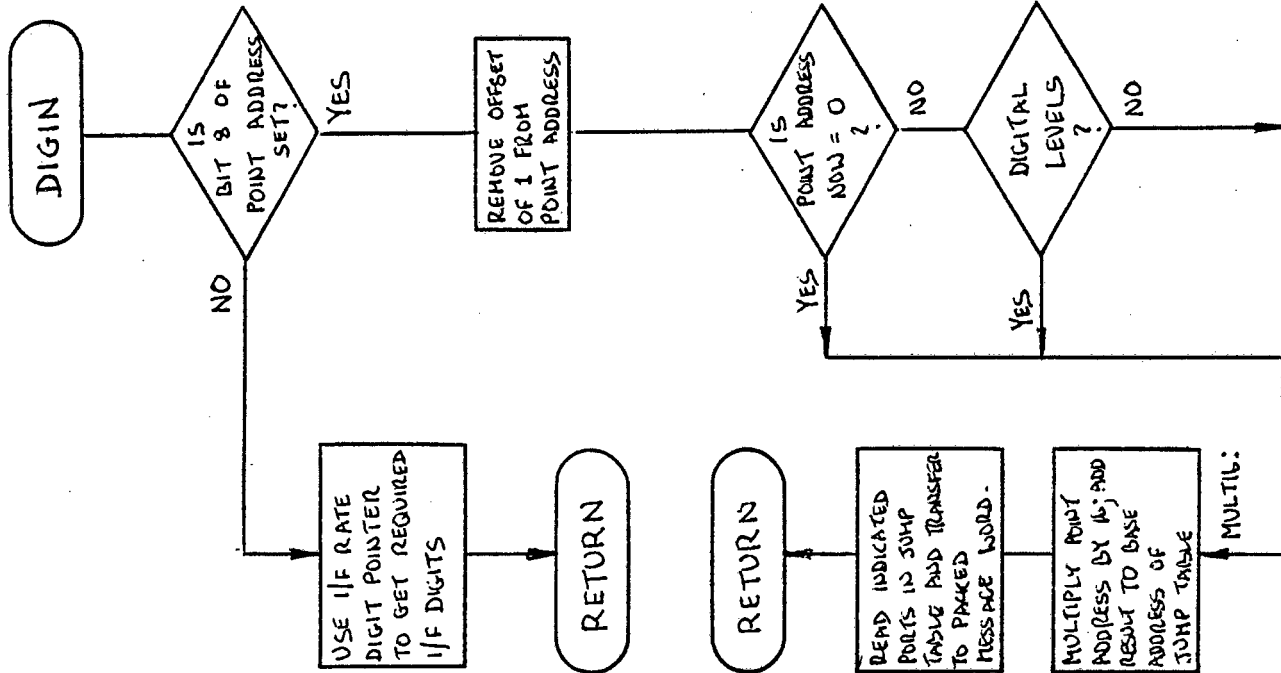 DIGIN
IS
BIT 8 OF
POINT ADDRESS
SET?
NO
YES
USE I/F RATE
DIGIT POINTER
TO GET REQUIRED
I/F DIGITS
RETURN
REMOVE OFFSET
OF 1 FROM
POINT ADDRESS
IS
POINT ADDRESS
NOW = 0
?
YES
NO
DIGITAL
LEVELS
?
YES
NO
MULTI6:
MULTIPLY POINT
ADDRESS BY 16; ADD
RESULT TO BASE
ADDRESS OF
JUMP TABLE
READ INDICATED
PORTS IN JUMP
TABLE AND TRANSFER
TO PACKED
MESSAGE WORD.
RETURN